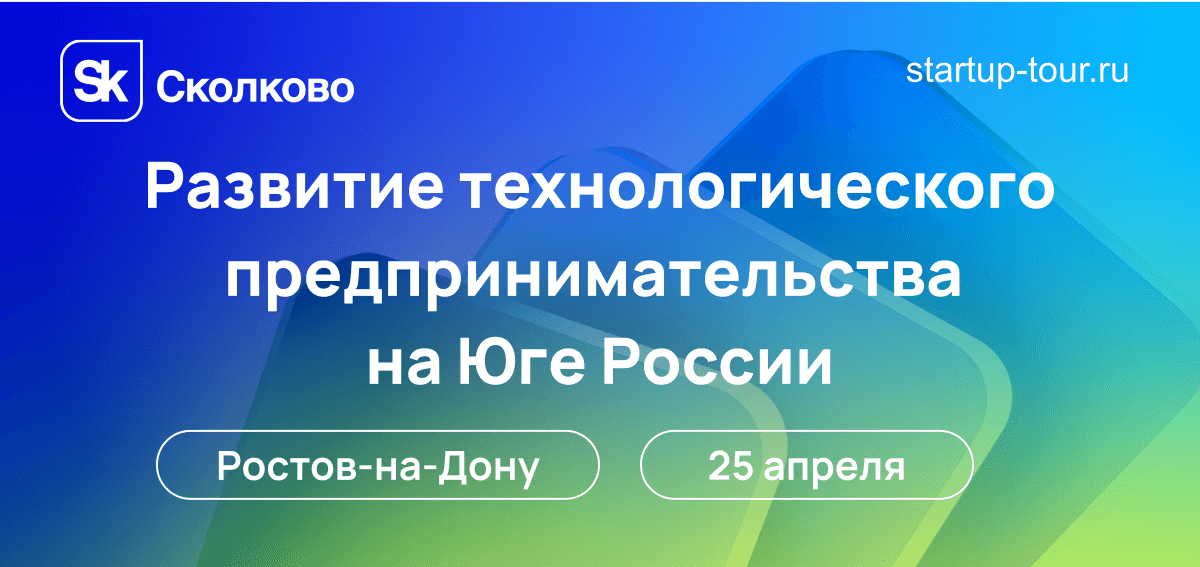 Sk Сколково
startup-tour.ru
Развитие технологического
предпринимательства
на Юге России
Ростов-на-Дону
25 апреля